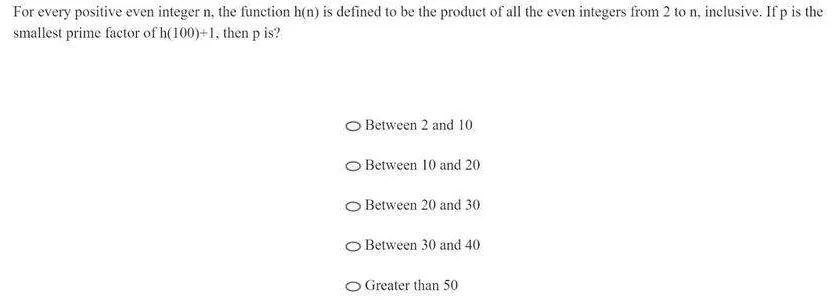 For every positive even integer n, the function h(n) is defined to be the product of all the even integers from 2 to n, inclusive. If p is the
smallest prime factor of h(100)+1, then p is?
Between 2 and 10
Between 10 and 20
Between 20 and 30
Between 30 and 40
Greater than 50